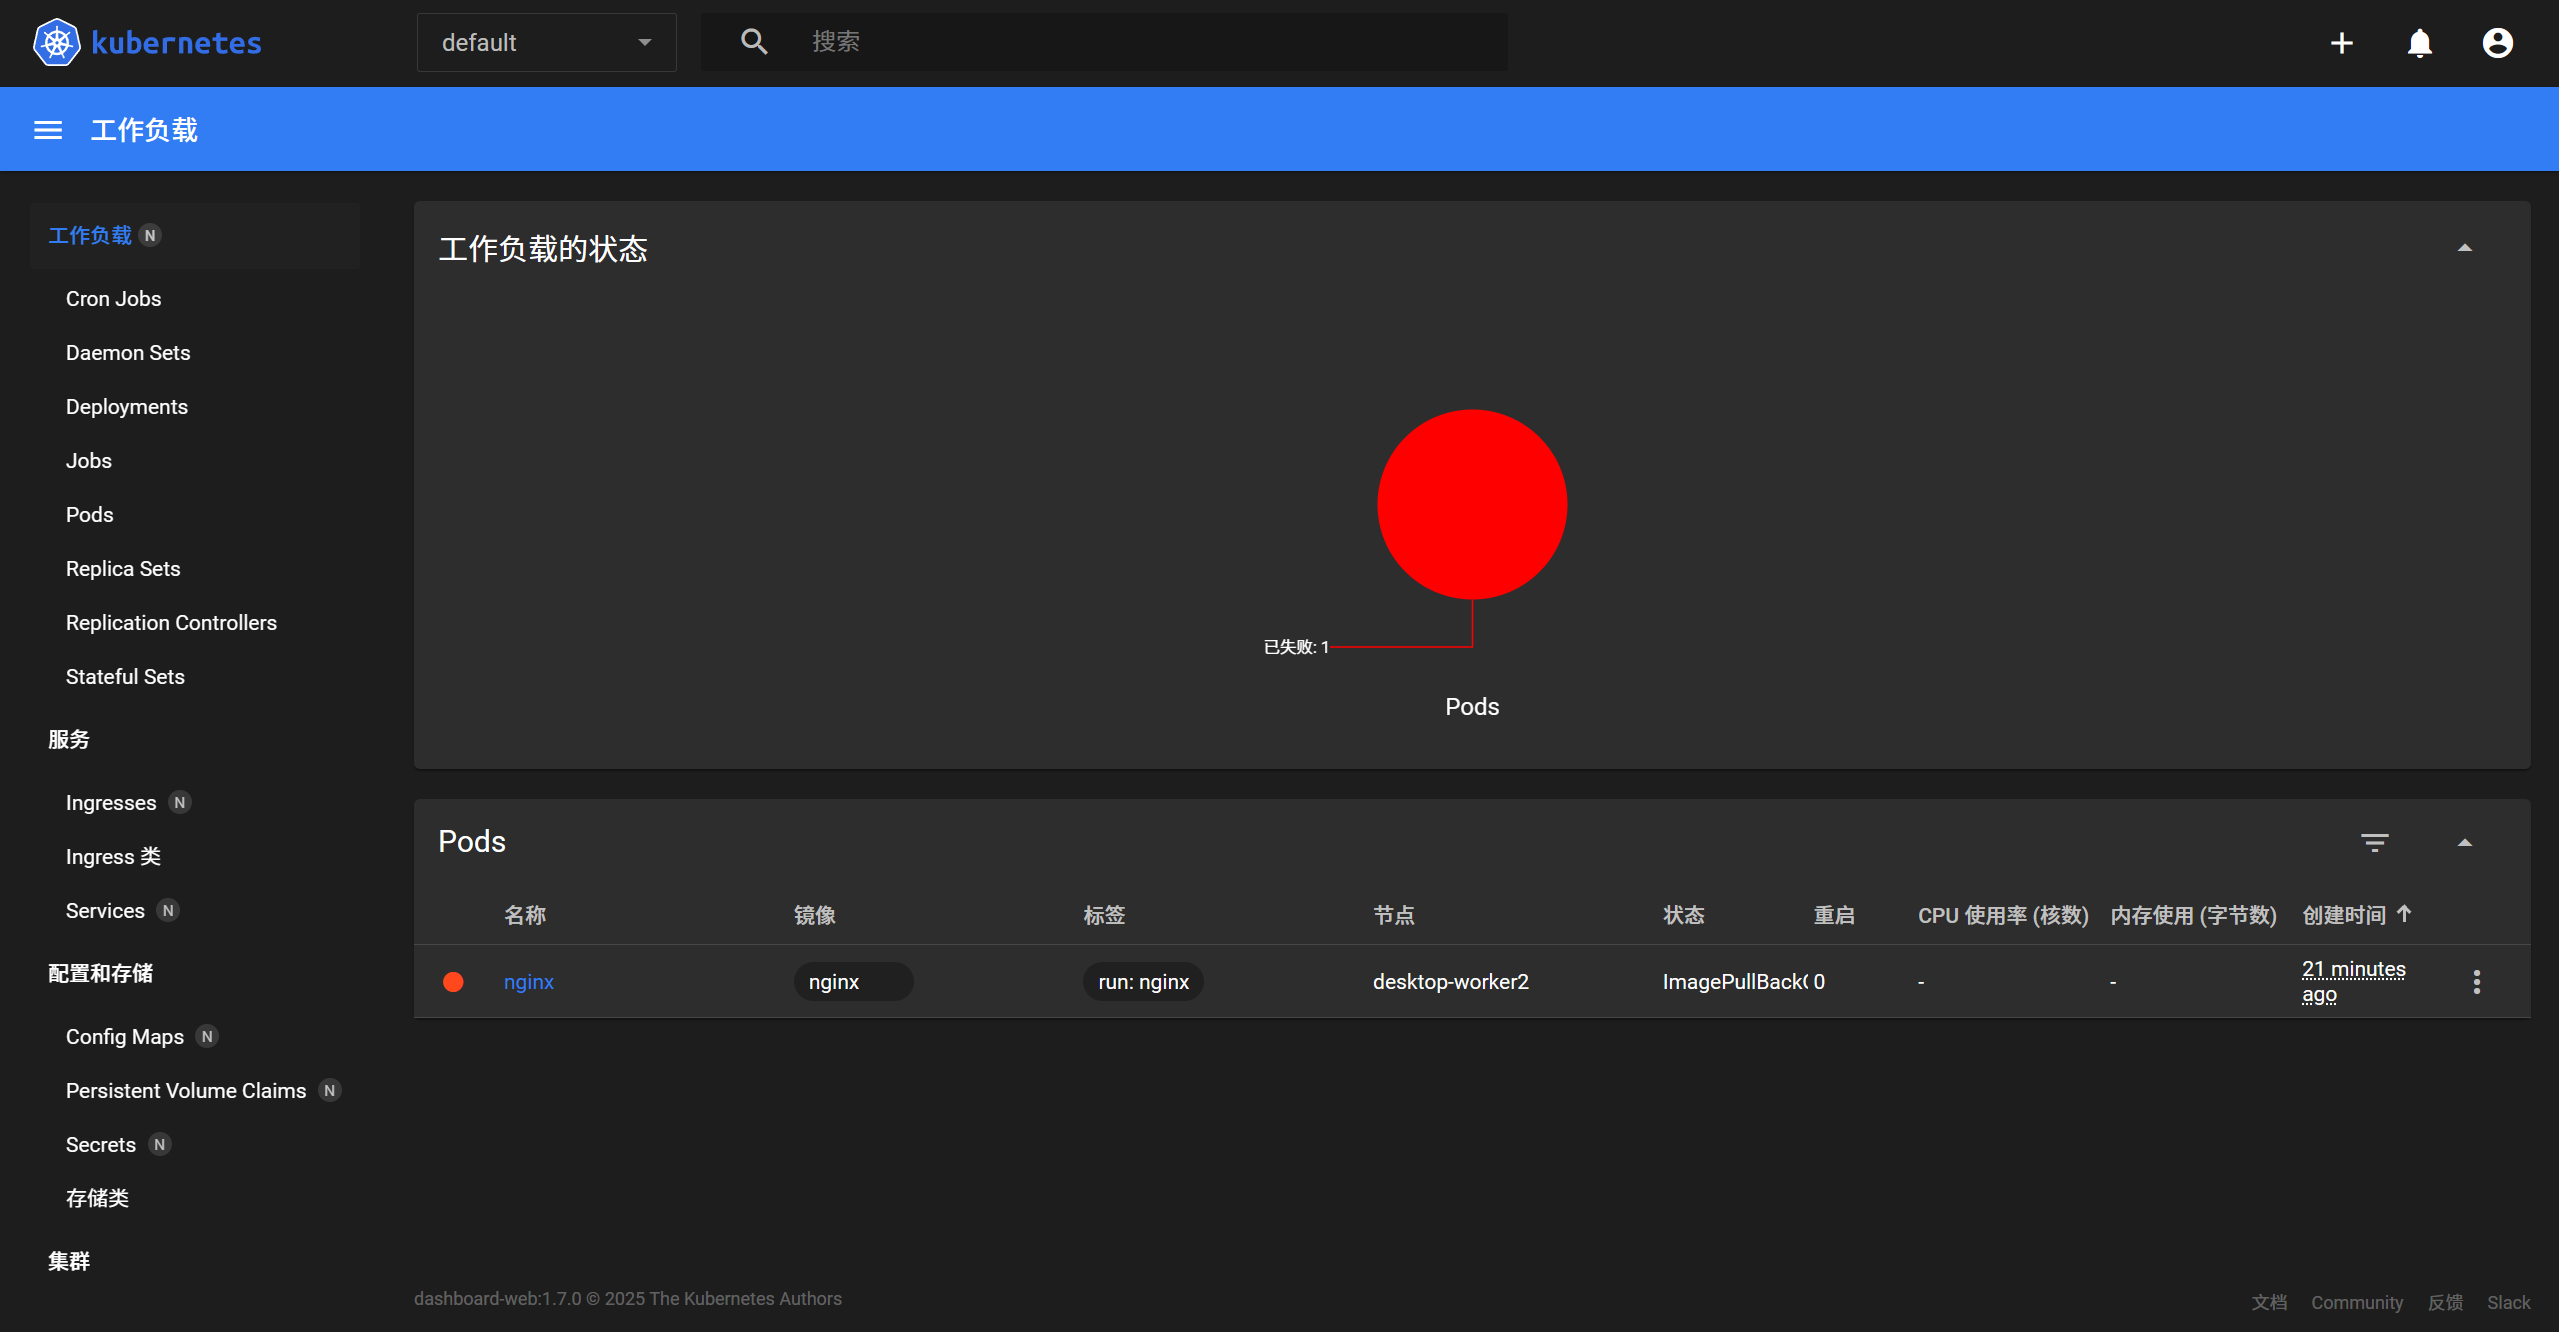 kubernetes
default
搜索
工作负载
工作负载 N
Cron Jobs
Daemon Sets
Deployments
Jobs
Pods
Replica Sets
Replication Controllers
Stateful Sets
服务
Ingresses N
Ingress 类
Services N
配置和存储
Config Maps N
Persistent Volume Claims N
Secrets N
存储类
集群
工作负载的状态
已失败: 1
Pods
Pods
名称 镜像 标签 节点 状态 重启 CPU 使用率 (核数) 内存使用 (字节数) 创建时间
nginx nginx run: nginx desktop-worker2 ImagePullBack 0 - - 21 minutes
ago
dashboard-web:1.7.0 © 2025 The Kubernetes Authors
文档 Community 反馈 Slack